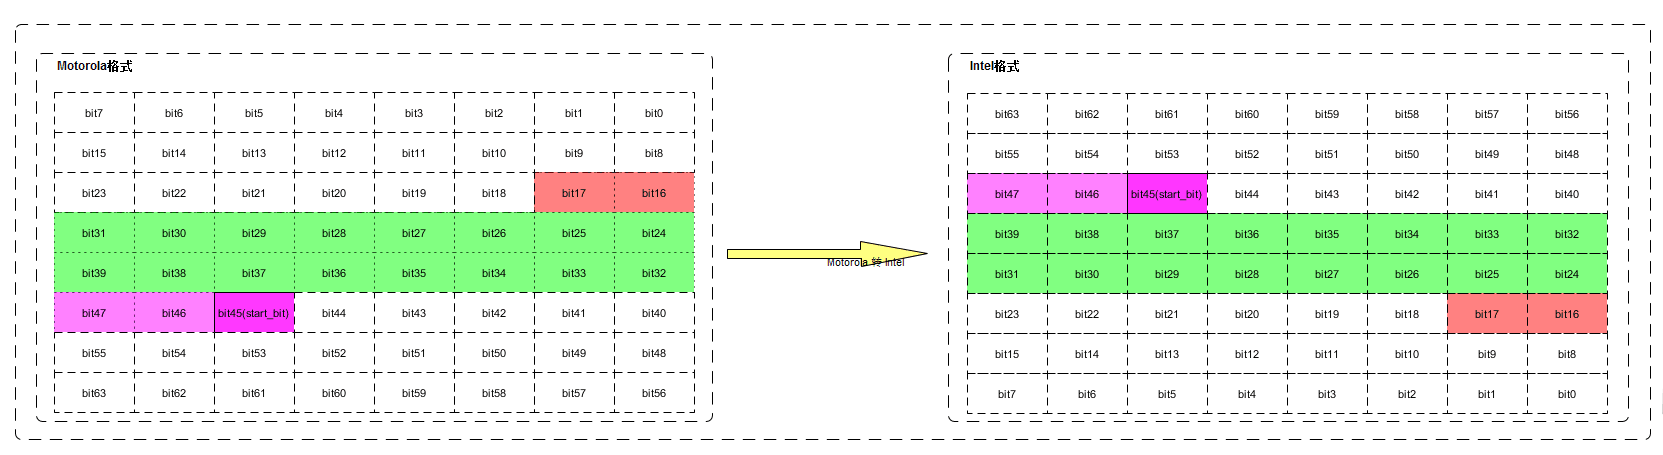 Motorola格式
bit7 bit6 bit5 bit4 bit3 bit2 bit1 bit0
bit15 bit14 bit13 bit12 bit11 bit10 bit9 bit8
bit23 bit22 bit21 bit20 bit19 bit18 bit17 bit16
bit31 bit30 bit29 bit28 bit27 bit26 bit25 bit24
bit39 bit38 bit37 bit36 bit35 bit34 bit33 bit32
bit47 bit46 bit45(start_bit) bit44 bit43 bit42 bit41 bit40
bit55 bit54 bit53 bit52 bit51 bit50 bit49 bit48
bit63 bit62 bit61 bit60 bit59 bit58 bit57 bit56
Motorola 转 Intel
Intel格式
bit63 bit62 bit61 bit60 bit59 bit58 bit57 bit56
bit55 bit54 bit53 bit52 bit51 bit50 bit49 bit48
bit47 bit46 bit45(start_bit) bit44 bit43 bit42 bit41 bit40
bit39 bit38 bit37 bit36 bit35 bit34 bit33 bit32
bit31 bit30 bit29 bit28 bit27 bit26 bit25 bit24
bit23 bit22 bit21 bit20 bit19 bit18 bit17 bit16
bit15 bit14 bit13 bit12 bit11 bit10 bit9 bit8
bit7 bit6 bit5 bit4 bit3 bit2 bit1 bit0